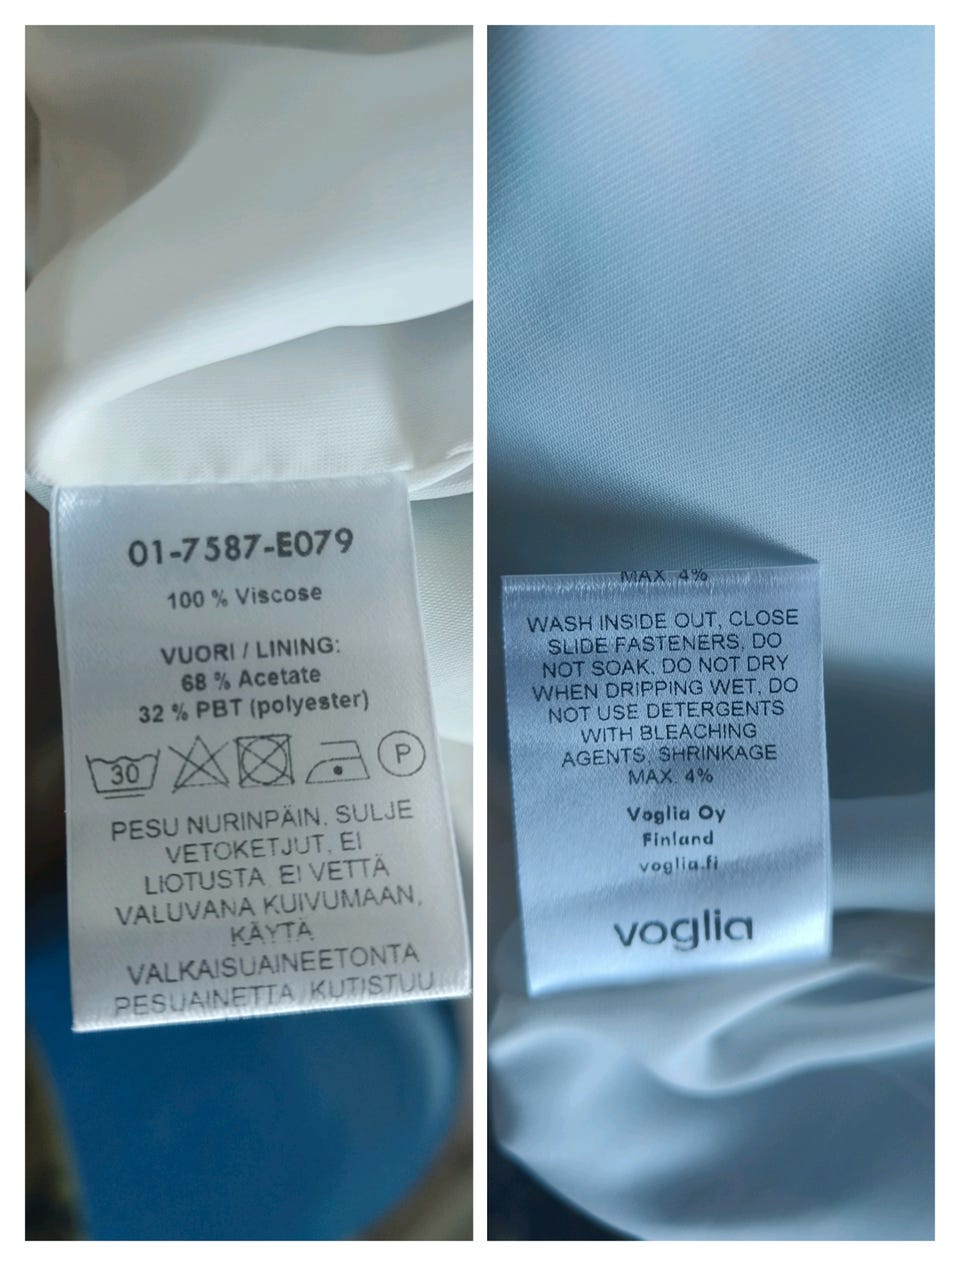 01-7587-E079
100 % Viscose
VUORI / LINING:
68 % Acetate
32 % PBT (polyester)
30 P
PESU NURINPÄIN, SULJE
VETOKETJUT, EI
LIOTUSTA, EI VETTÄ
VALUVANA KUIVUMAAN,
KÄYTÄ
VALKAISUAINEETONTA
PESUAINETTA, KUTISTUU
MAX. 4%
WASH INSIDE OUT, CLOSE
SLIDE FASTENERS, DO
NOT SOAK, DO NOT DRY
WHEN DRIPPING WET, DO
NOT USE DETERGENTS
WITH BLEACHING
AGENTS, SHRINKAGE
MAX. 4%
Voglia Oy
Finland
voglia.fi
voglia